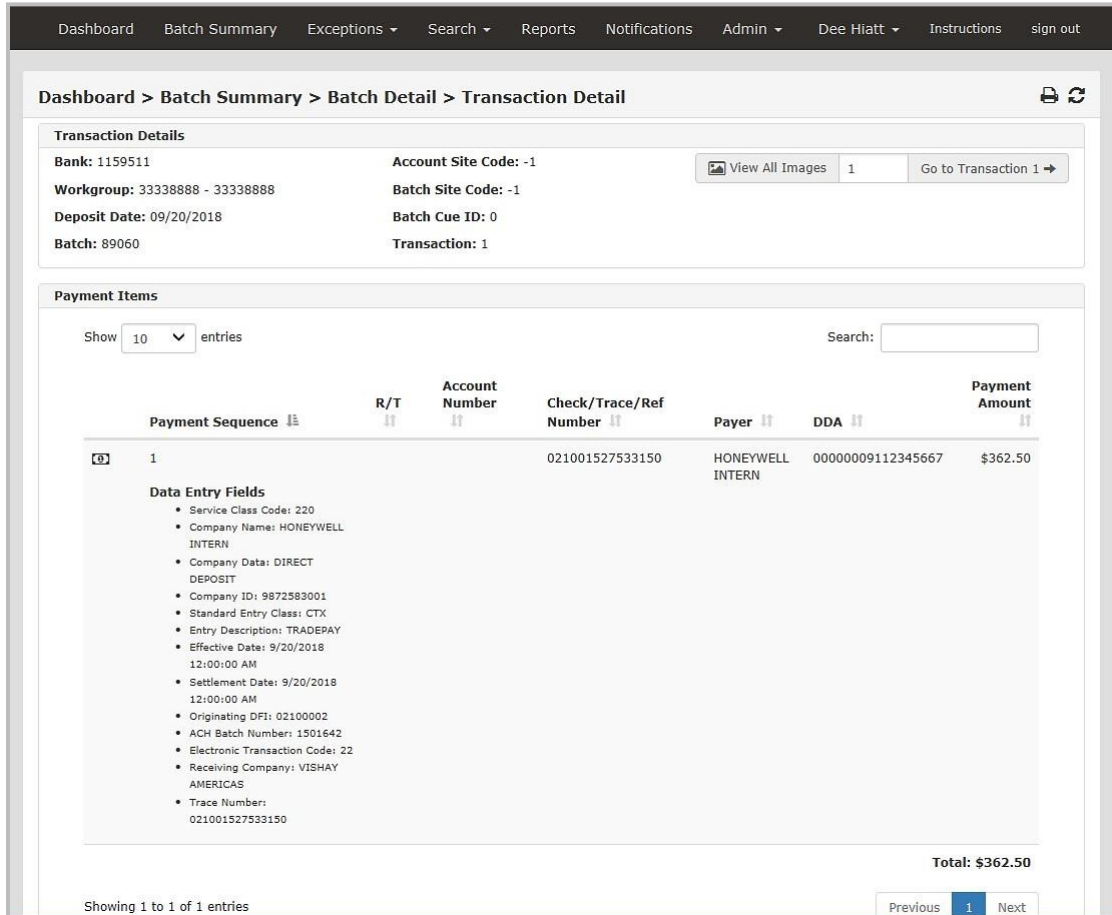 Dashboard Batch Summary Exceptions Search Reports Notifications Admin Dee Hiatt Instructions sign out
Dashboard > Batch Summary > Batch Detail > Transaction Detail
Transaction Details
Bank: 1159511 Account Site Code: -1 View All Images 1 Go to Transaction 1
Workgroup: 33338888 - 33338888 Batch Site Code: -1
Deposit Date: 09/20/2018 Batch Cue ID: 0
Batch: 89060 Transaction: 1
Payment Items
Show 10 entries Search:
Account Payment
R/T Number Check/Trace/Ref Amount
Payment Sequence Number Payer DDA
1 021001527533150 HONEYWELL 00000009112345667 $362.50
INTERN
Data Entry Fields
• Service Class Code: 220
• Company Name: HONEYWELL
INTERN
• Company Data: DIRECT
DEPOSIT
• Company ID: 9872583001
• Standard Entry Class: CTX
• Entry Description: TRADEPAY
• Effective Date: 9/20/2018
12:00:00 AM
• Settlement Date: 9/20/2018
12:00:00 AM
• Originating DFI: 02100002
• ACH Batch Number: 1501642
• Electronic Transaction Code: 22
• Receiving Company: VISHAY
AMERICAS
• Trace Number:
021001527533150
Total: $362.50
Showing 1 to 1 of 1 entries Previous 1 Next